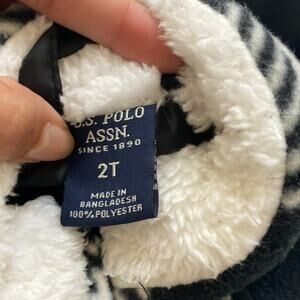 U.S. POLO
ASSN.
SINCE 1890
2T
MADE IN
BANGLADESH
100% POLYESTER